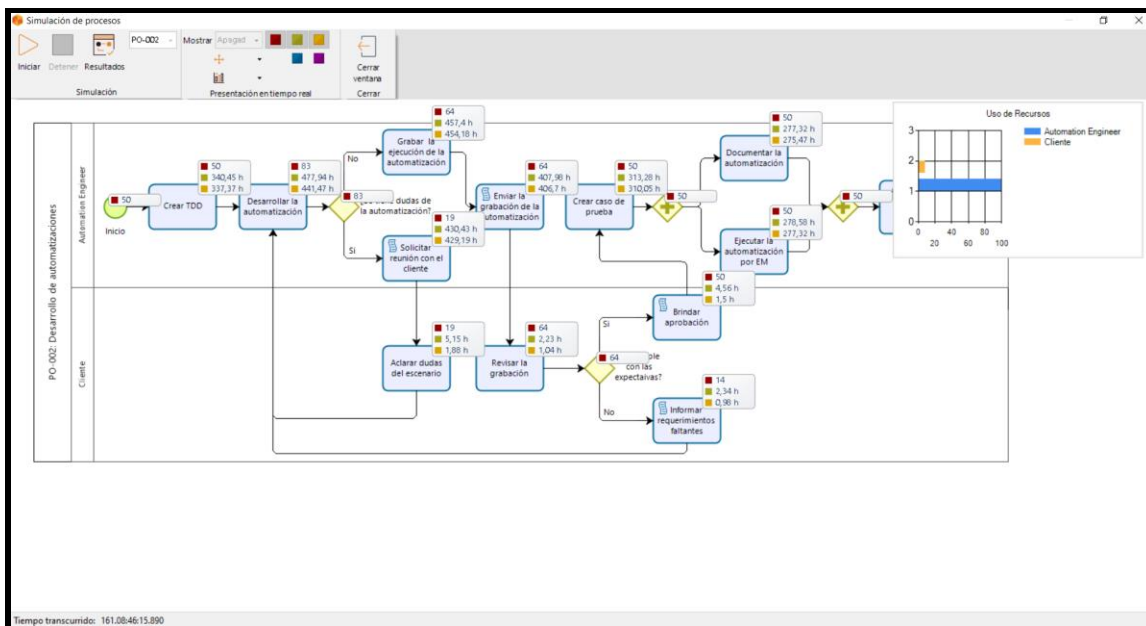 Simulación de procesos
PO-002
Mostrar
Apagad
Iniciar
Detener
Resultados
Cerrar
ventana
Simulación
Presentación en tiempo real
Cerrar
Uso de Recursos
3
2
1
0
0
40
80
20
60
100
Automation Engineer
Cliente
PO-002: Desarrollo de automatizaciones
Automation Engineer
Cliente
50
Inicio
50
340,45 h
337,37 h
Crear TDD
83
477,94 h
441,47 h
Desarrollar la
automatización
83
dudas de
la automatización?
No
Si
64
457,4 h
454,18 h
Grabar la
ejecución de la
automatización
19
430,43 h
429,19 h
Solicitar
reunión con el
cliente
64
407,98 h
406,7 h
Enviar la
grabación de la
automatización
50
313,28 h
310,05 h
Crear caso de
prueba
50
50
277,32 h
275,47 h
Documentar la
automatización
50
278,58 h
277,32 h
Ejecutar la
automatización
por EM
50
19
5,15 h
1,88 h
Aclarar dudas
del escenario
64
2,23 h
1,04 h
Revisar la
grabación
64
ple
con las
expectaivas?
Si
No
50
4,56 h
1,5 h
Brindar
aprobación
14
2,34 h
0,98 h
Informar
requerimientos
faltantes
Tiempo transcurrido: 161.08:46:15.890